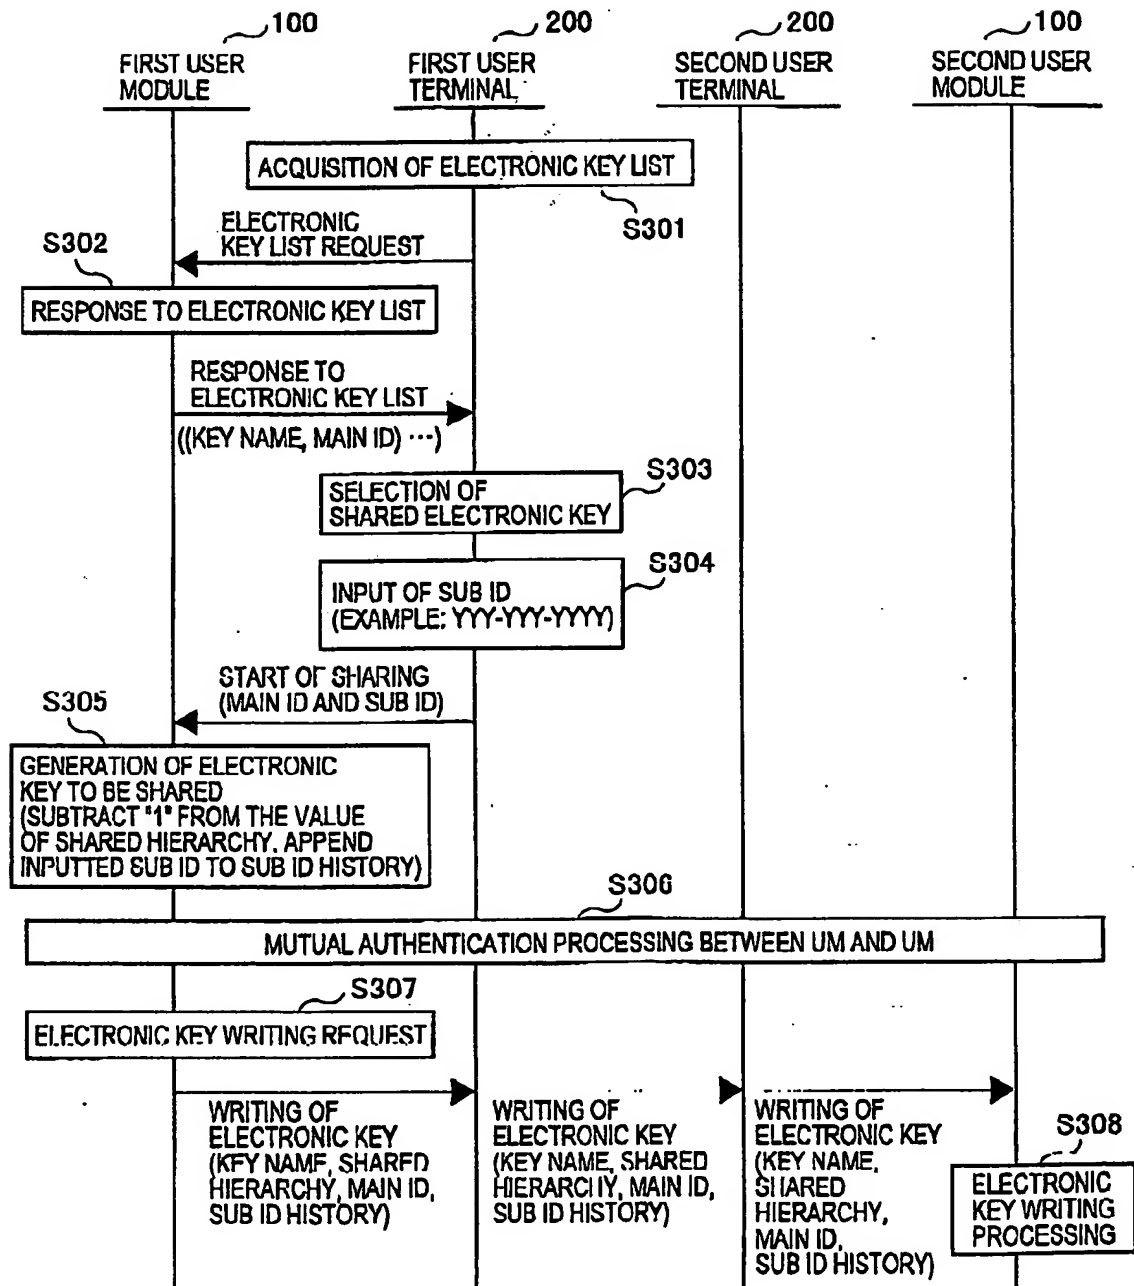 100
200
200
100
FIRST USER
MODULE
FIRST USER
TERMINAL
SECOND USER
TERMINAL
SECOND USER
MODULE
ACQUISITION OF ELECTRONIC KEY LIST
S301
ELECTRONIC
KEY LIST REQUEST
S302
RESPONSE TO ELECTRONIC KEY LIST
RESPONSE TO
ELECTRONIC KEY LIST
((KEY NAME, MAIN ID) ···)
S303
SELECTION OF
SHARED ELECTRONIC KEY
S304
INPUT OF SUB ID
(EXAMPLE: YYY-YYY-YYYY)
START OF SHARING
(MAIN ID AND SUB ID)
S305
GENERATION OF ELECTRONIC
KEY TO BE SHARED
(SUBTRACT "1" FROM THE VALUE
OF SHARED HIERARCHY, APPEND
INPUTTED SUB ID TO SUB ID HISTORY)
S306
MUTUAL AUTHENTICATION PROCESSING BETWEEN UM AND UM
S307
ELECTRONIC KEY WRITING REQUEST
WRITING OF
ELECTRONIC KEY
(KEY NAME, SHARED
HIERARCHY, MAIN ID,
SUB ID HISTORY)
WRITING OF
ELECTRONIC KEY
(KEY NAME, SHARED
HIERARCHY, MAIN ID,
SUB ID HISTORY)
WRITING OF
ELECTRONIC KEY
(KEY NAME,
SHARED
HIERARCHY,
MAIN ID,
SUB ID HISTORY)
S308
ELECTRONIC
KEY WRITING
PROCESSING